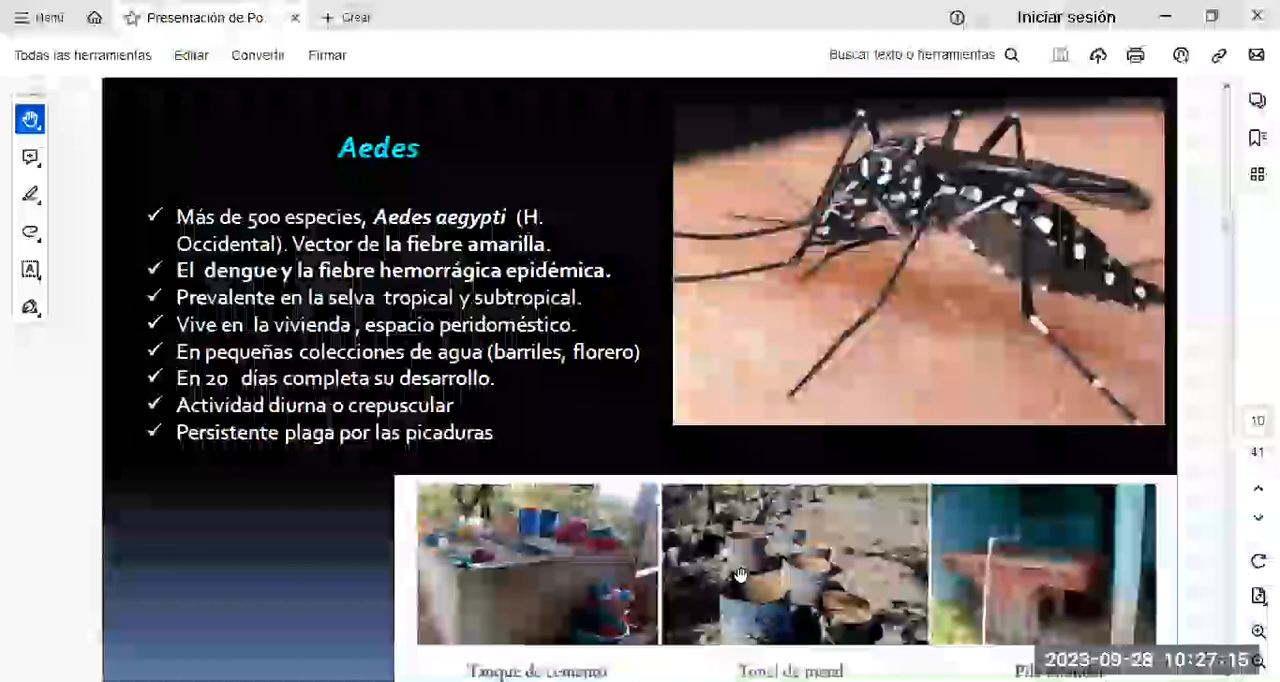 Menú
Presentación de Po.
Crear
Iniciar sesión
Todas las herramientas
Editar
Convertir
Firmar
Buscar texto o herramientas
Aedes
✓ Más de 500 especies, Aedes aegypti (H.
Occidental). Vector de la fiebre amarilla.
✓ El dengue y la fiebre hemorrágica epidémica.
✓ Prevalente en la selva tropical y subtropical.
✓ Vive en la vivienda , espacio peridoméstico.
✓ En pequeñas colecciones de agua (barriles, florero)
✓ En 20 días completa su desarrollo.
✓ Actividad diurna o crepuscular
✓ Persistente plaga por las picaduras
10
41
Tanque de cemento
Tonel de metal
2023-09-28 10:27:15